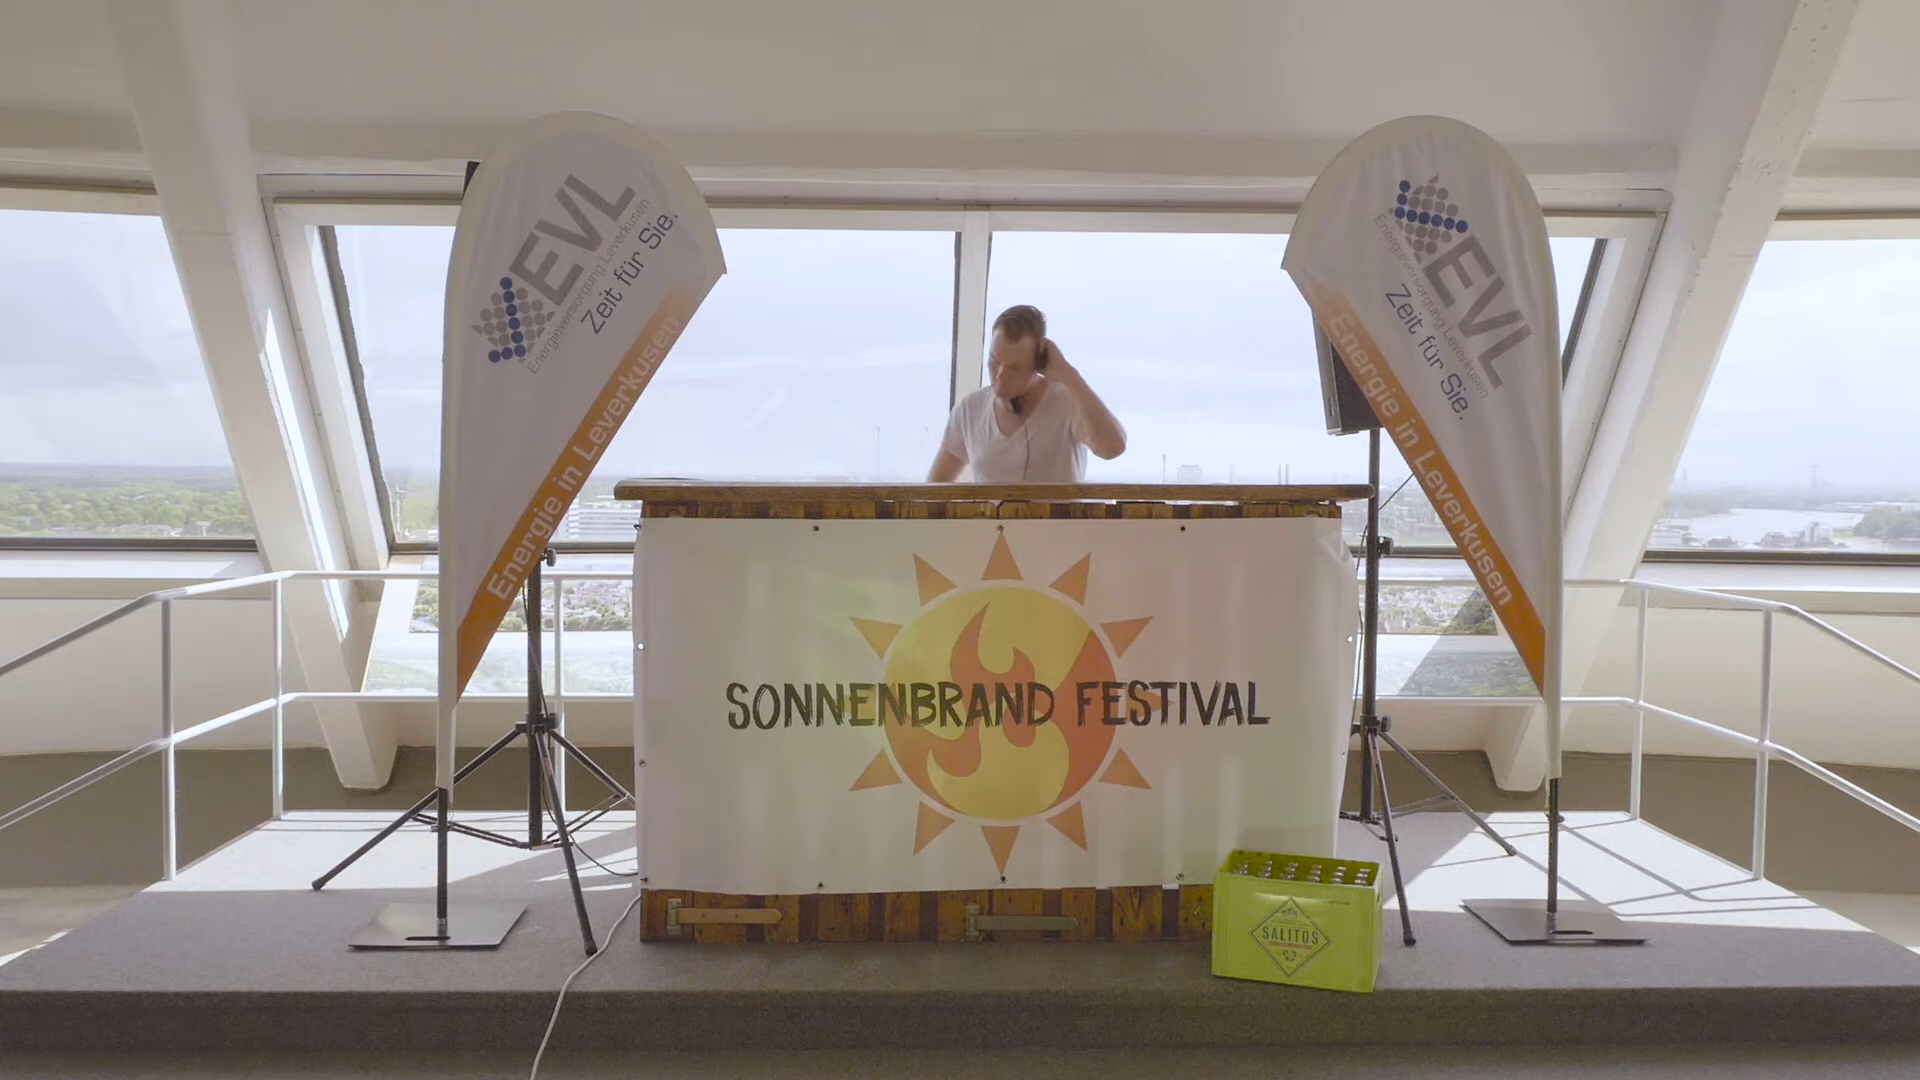 EVL
Energieversorgung Leverkusen
Zeit für Sie.
Energie in Leverkusen
EVL
Energieversorgung Leverkusen
Zeit für Sie.
Energie in Leverkusen
SONNENBRAND FESTIVAL
SALITOS